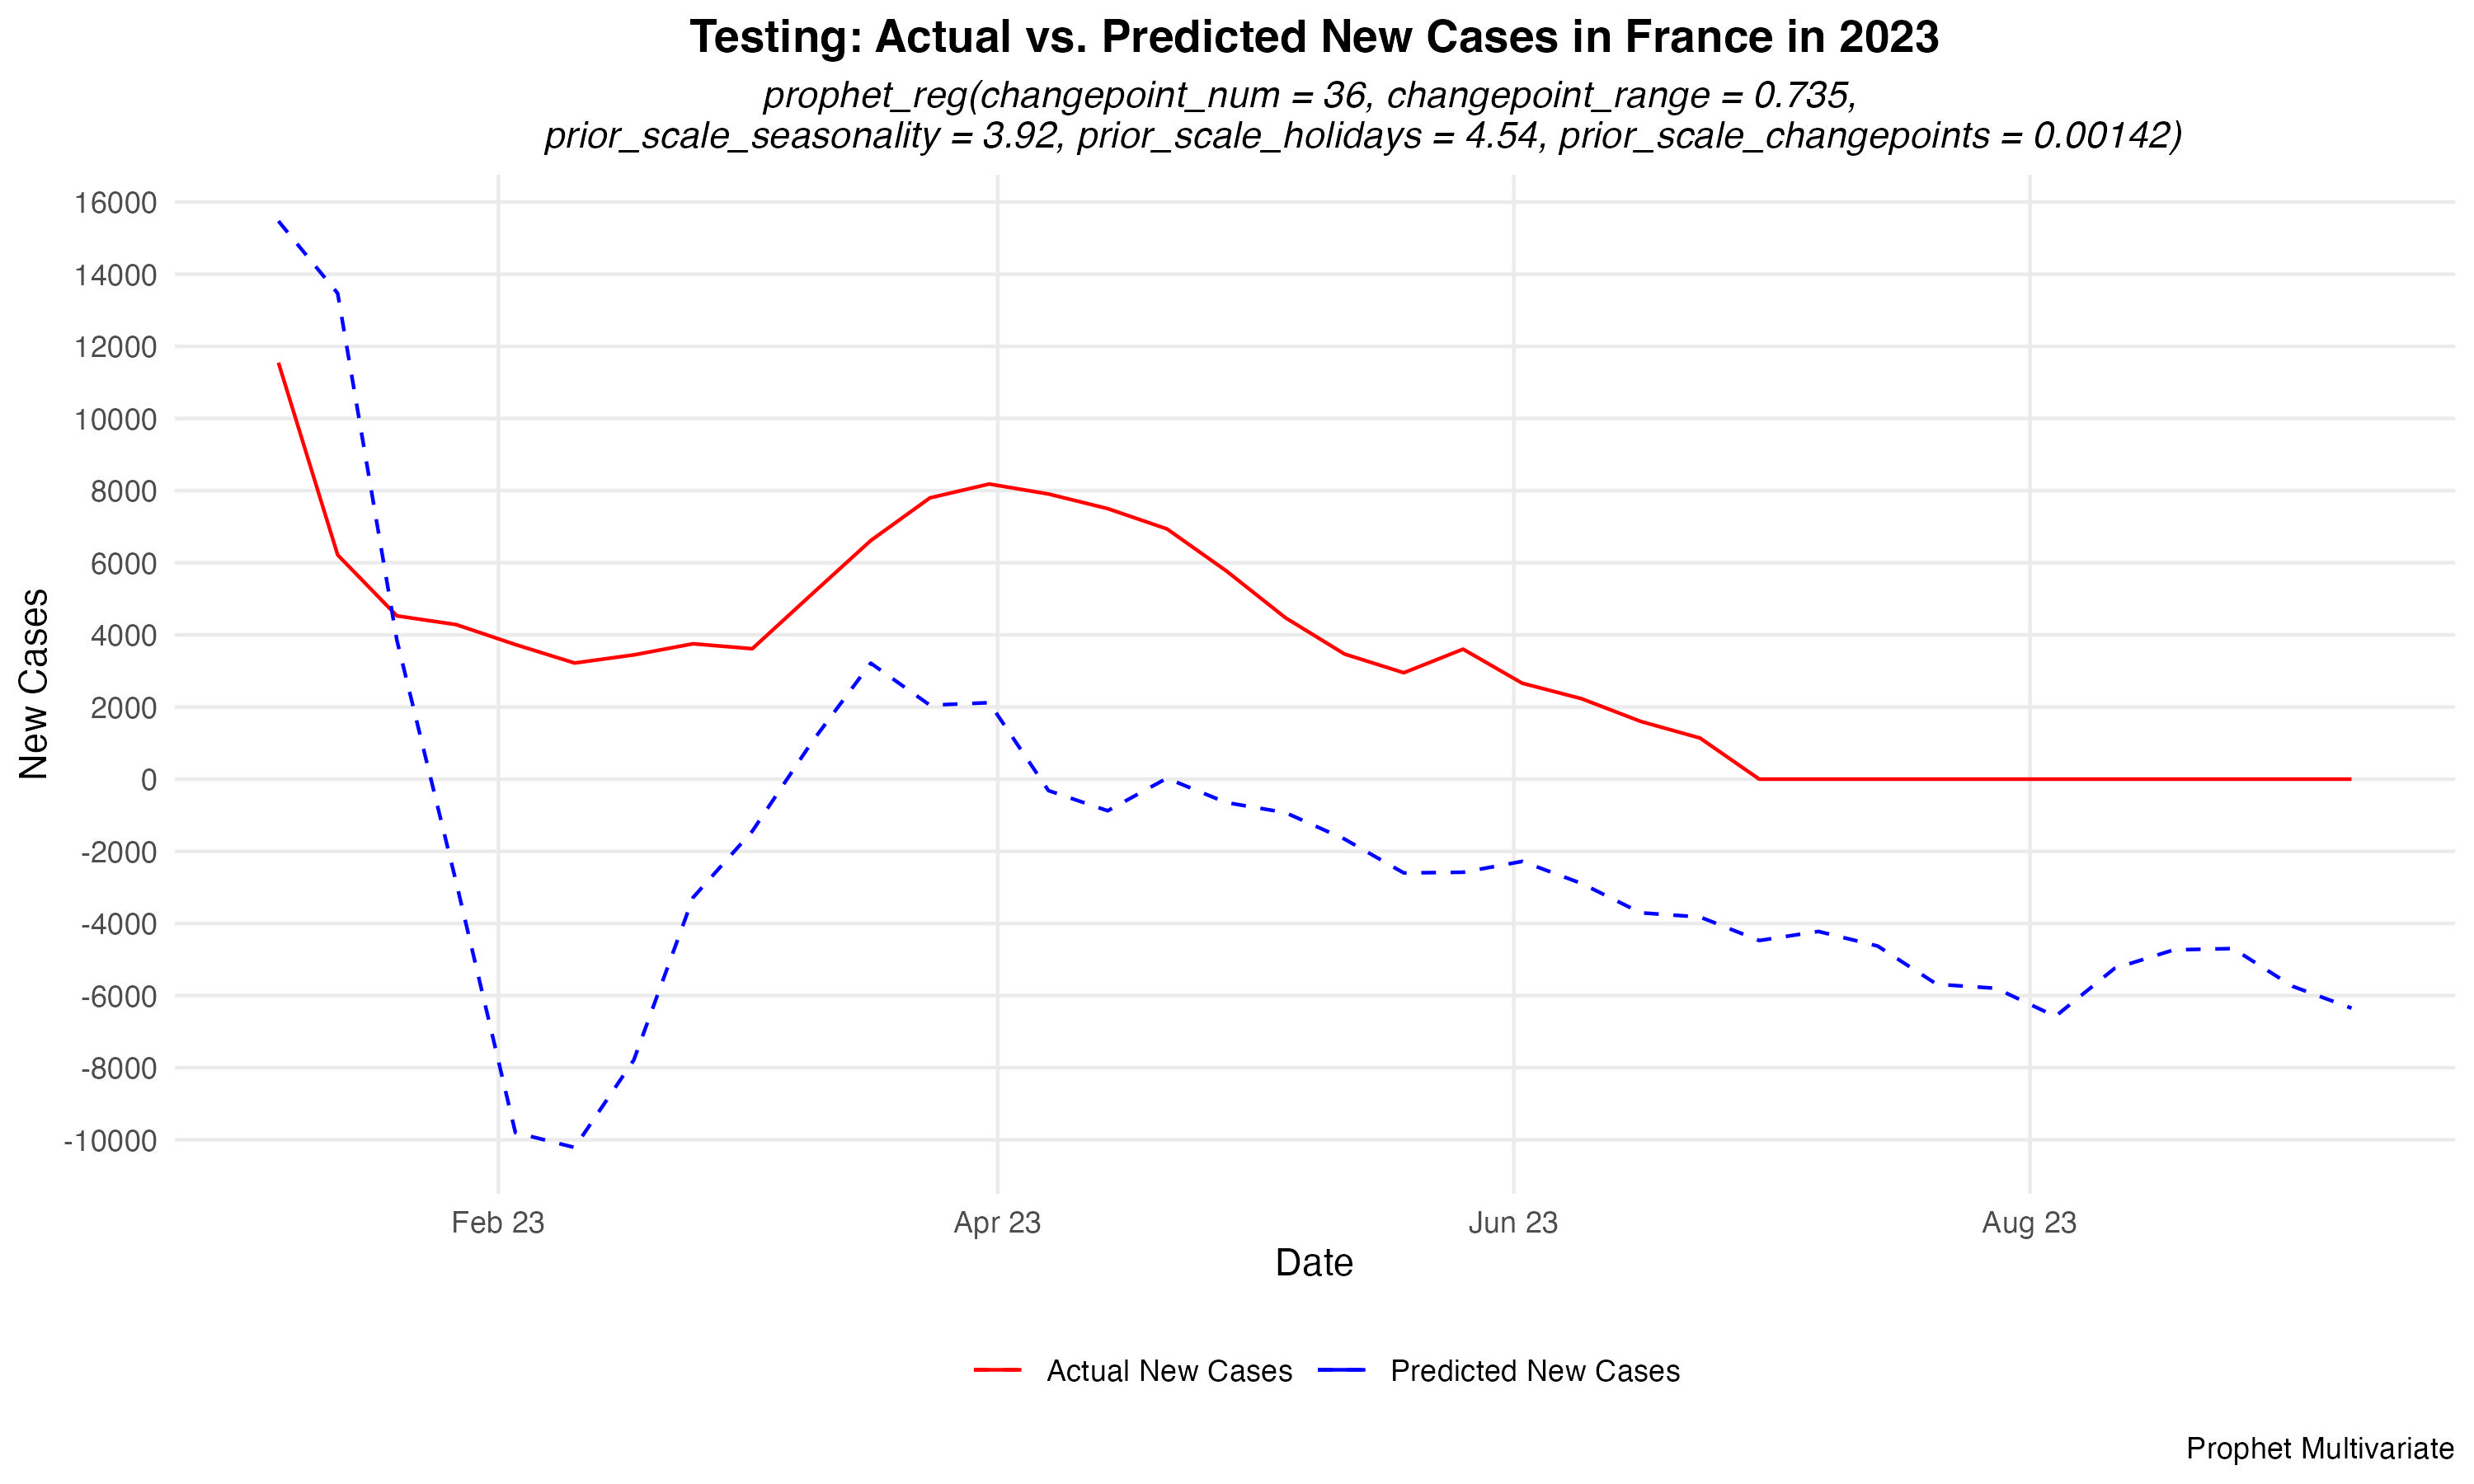 Testing: Actual vs. Predicted New Cases in France in 2023
prophet_reg(changepoint_num = 36, changepoint_range = 0.735,
prior_scale_seasonality = 3.92, prior_scale_holidays = 4.54, prior_scale_changepoints = 0.00142)
16000
14000
12000
10000
8000
6000
4000
2000
0
-2000
-4000
-6000
-8000
-10000
New Cases
Feb 23 Apr 23 Jun 23 Aug 23
Date
Actual New Cases Predicted New Cases
Prophet Multivariate